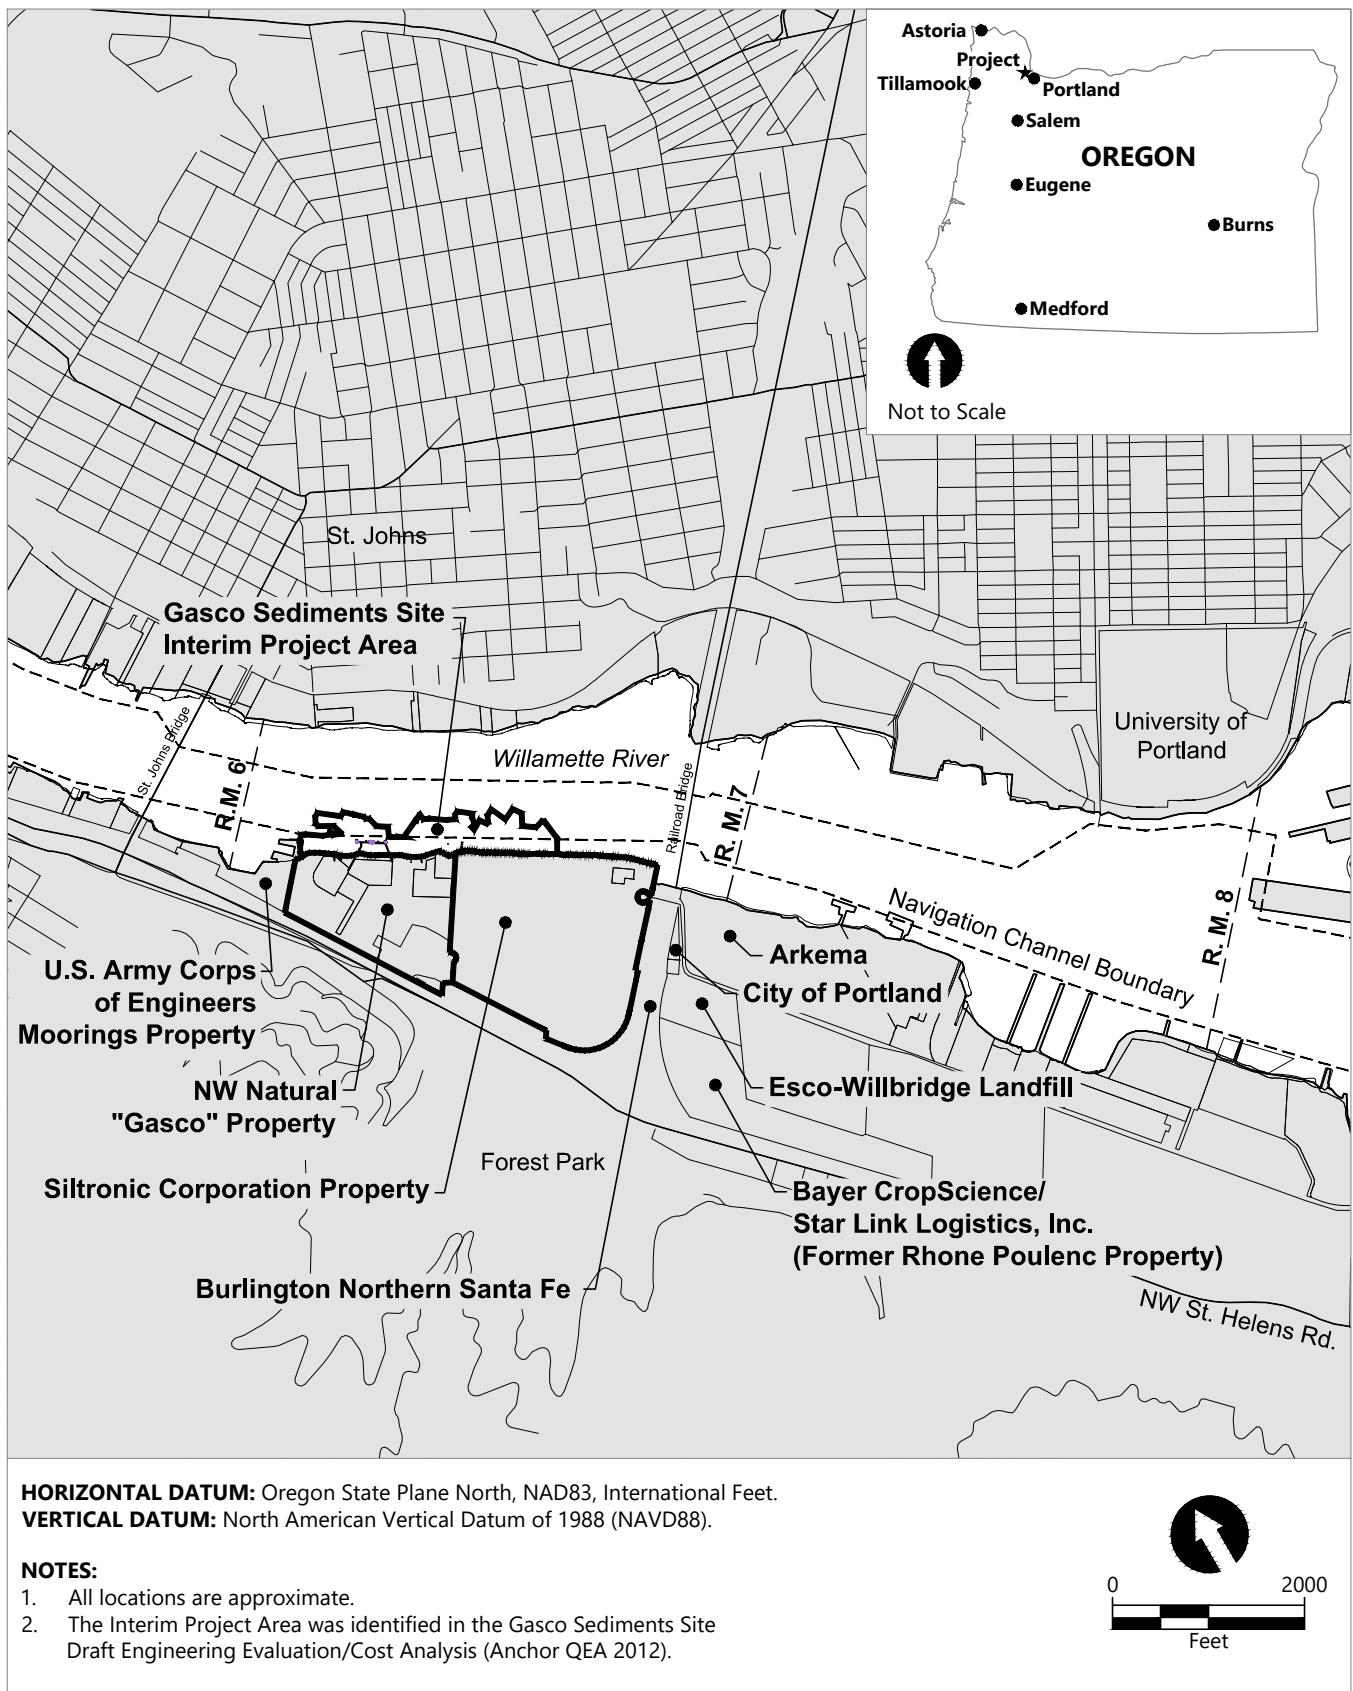 Astoria
Project
Tillamook
Portland
Salem
OREGON
Eugene
Burns
Medford
Not to Scale
St. Johns
Gasco Sediments Site
Interim Project Area
University of
Portland
Willamette River
St. Johns Bridge
R. M. 6
Railroad Bridge
R. M. 7
Navigation Channel Boundary
R. M. 8
U.S. Army Corps
of Engineers
Moorings Property
Arkema
City of Portland
NW Natural
"Gasco" Property
Esco-Willbridge Landfill
Forest Park
Siltronic Corporation Property
Bayer CropScience/
Star Link Logistics, Inc.
(Former Rhone Poulenc Property)
Burlington Northern Santa Fe
NW St. Helens Rd.
HORIZONTAL DATUM: Oregon State Plane North, NAD83, International Feet.
VERTICAL DATUM: North American Vertical Datum of 1988 (NAVD88).
NOTES:
1. All locations are approximate.
2. The Interim Project Area was identified in the Gasco Sediments Site
Draft Engineering Evaluation/Cost Analysis (Anchor QEA 2012).
0 2000
Feet